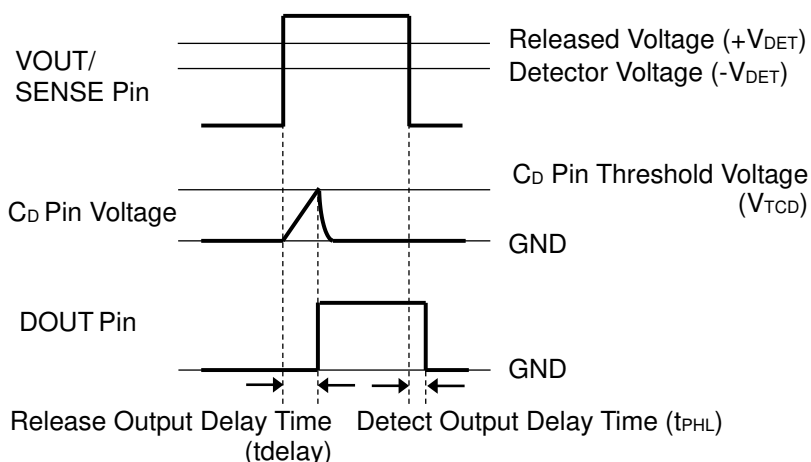 Released Voltage (+VDET)
VOUT/
SENSE Pin
Detector Voltage (-VDET)
CD Pin Threshold Voltage
(VTCD)
CD Pin Voltage
GND
DOUT Pin
GND
Release Output Delay Time
(tdelay)
Detect Output Delay Time (tPHL)